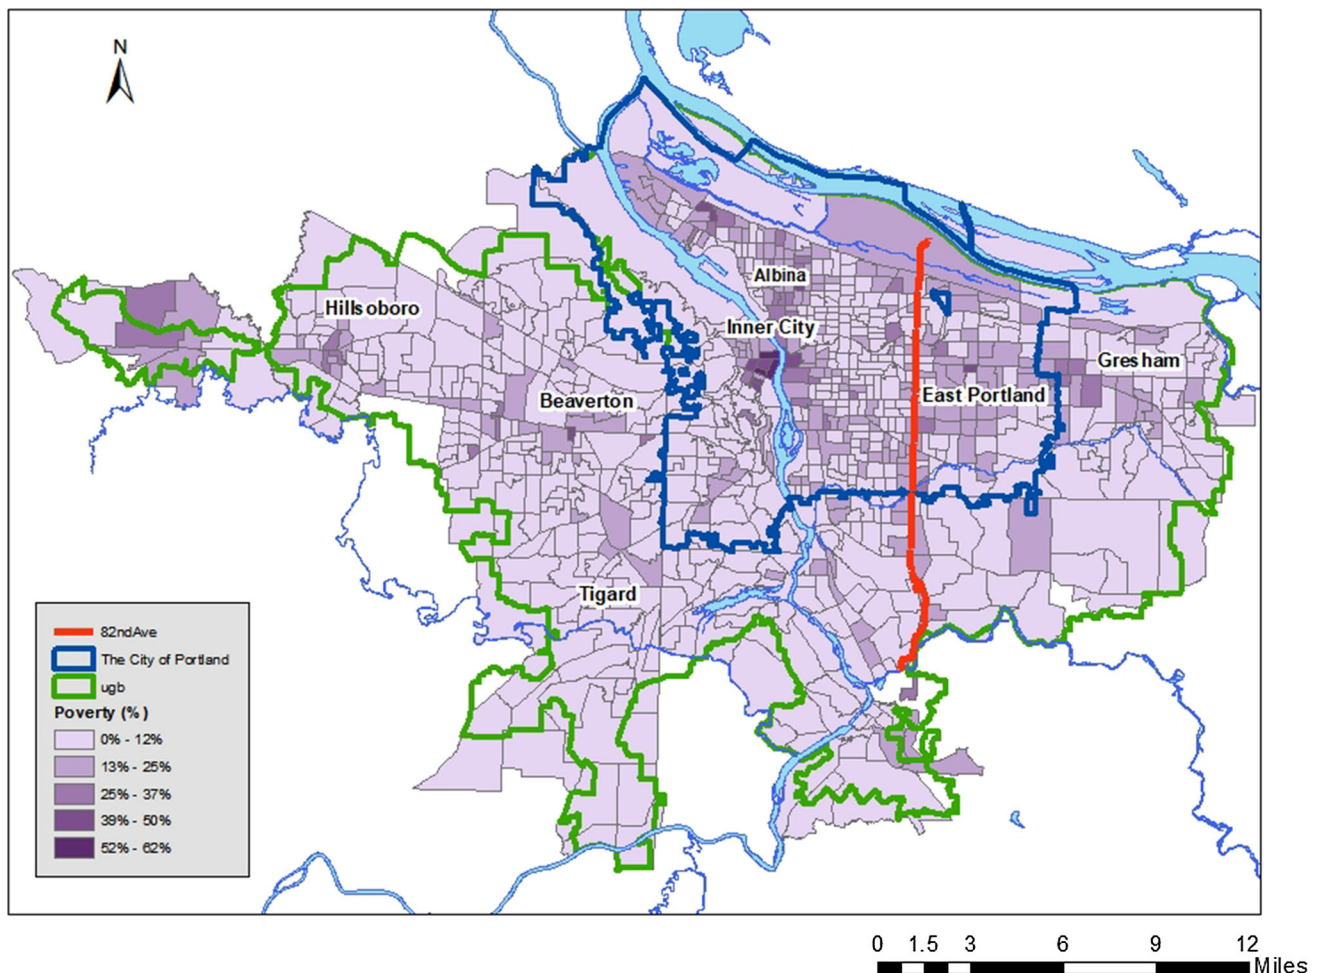 N
Albina
Hillsoboro
Inner City
Gresham
East Portland
Beaverton
Tigard
82ndAve
The City of Portland
ugb
Poverty (%)
0% - 12%
13% - 25%
25% - 37%
39% - 50%
52% - 62%
0 1.5 3 6 9 12
Miles